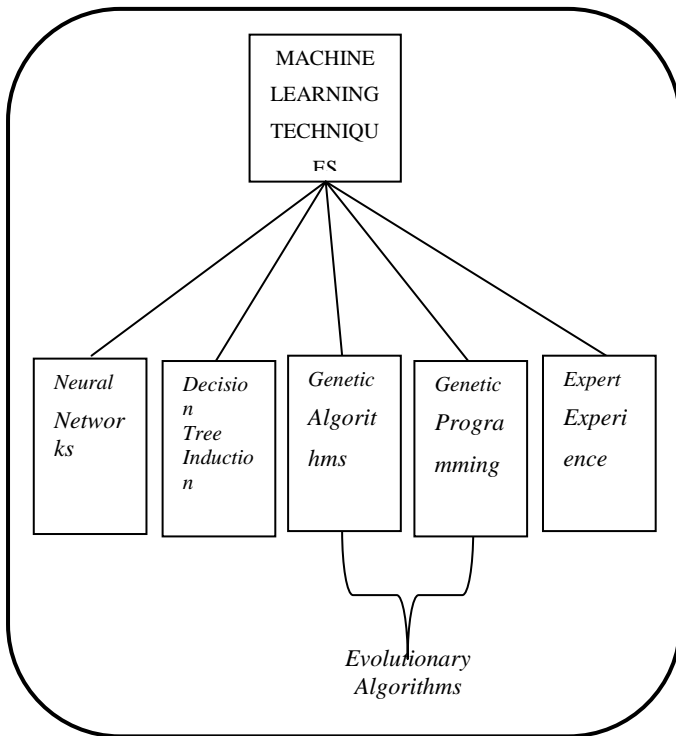 MACHINE
LEARNING
TECHNIQU
ES
Neural
Networ
ks
Decisio
n
Tree
Inductio
n
Genetic
Algorit
hms
Genetic
Progra
mming
Expert
Experi
ence
Evolutionary
Algorithms